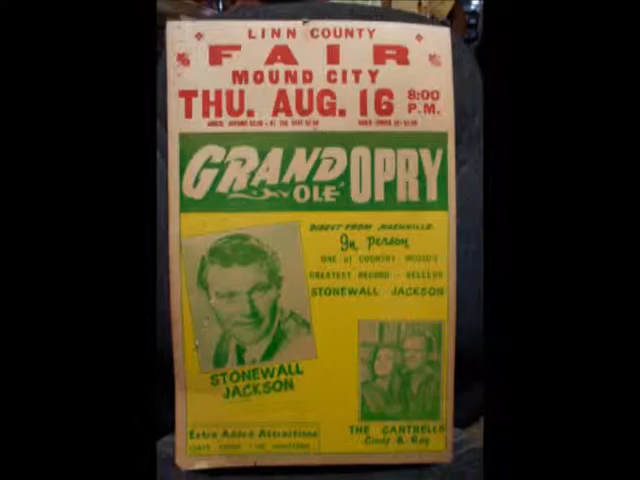 LINN COUNTY
FAIR
MOUND CITY
THU. AUG. 16 8:00 P.M.
GRAND OLE OPRY
DIRECT FROM NASHVILLE
In person
ONE of COUNTRY MUSIC'S
GREATEST RECORD - SELLERS
STONEWALL JACKSON
STONEWALL
JACKSON
THE CANTRELLS
Cindy & Ray
Extra Added Attractions